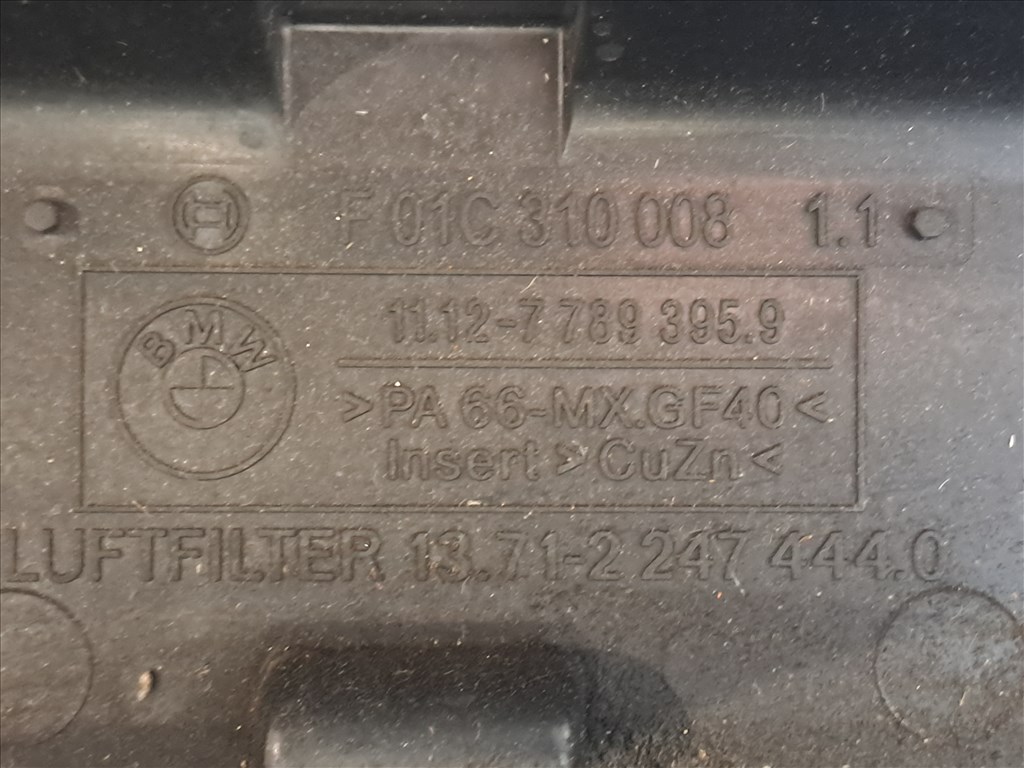 F 01C 310 008 1.1
BMW
11.12-7 789 395.9
>PA 66-MX.GF40<
Insert >CuZn<
LUFTFILTER 13.71-2 247 444.0